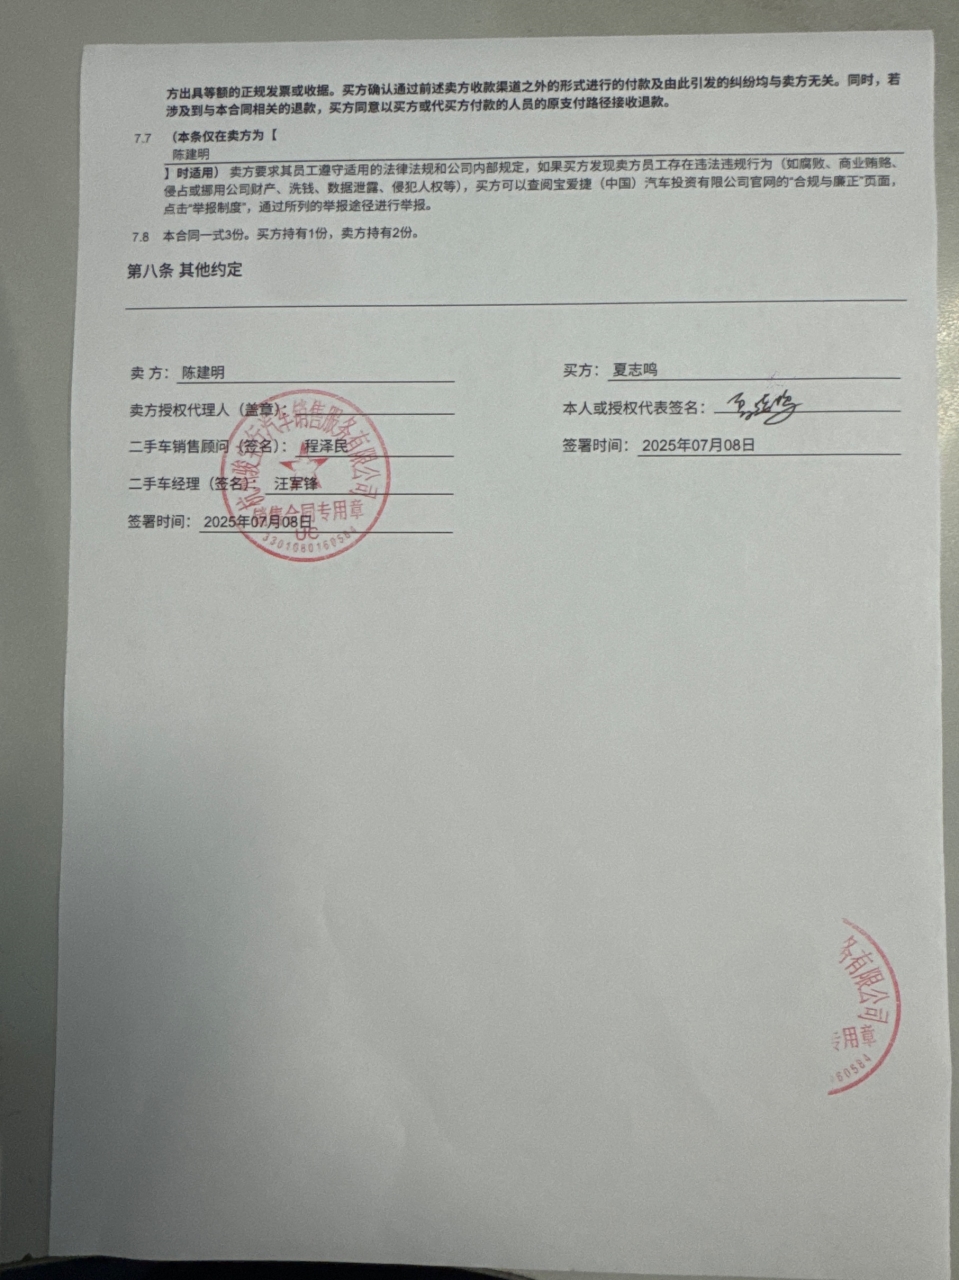 方出具等额的正规发票或收据。买方确认通过前述卖方收款渠道之外的形式进行的付款及由此引发的纠纷均与卖方无关。同时，若
涉及到与本合同相关的退款，买方同意以买方或代买方付款的人员的原支付路径接收退款。
7.7 （本条仅在卖方为【
陈建明
】时适用）卖方要求其员工遵守适用的法律法规和公司内部规定，如果买方发现卖方员工存在违法违规行为（如腐败、商业贿赂、
侵占或挪用公司财产、洗钱、数据泄露、侵犯人权等），买方可以查阅宝爱捷（中国）汽车投资有限公司官网的“合规与廉正”页面，
点击“举报制度”，通过所列的举报途径进行举报。
7.8 本合同一式3份。买方持有1份，卖方持有2份。
第八条 其他约定
卖 方： 陈建明
卖方授权代理人（盖章）：
二手车销售顾问（签名）： 程泽民
二手车经理（签名）： 汪军锋
签署时间： 2025年07月08日
买方： 夏志鸣
本人或授权代表签名： 夏志鸣
签署时间： 2025年07月08日
汽车销售服务有限公司
销售合同专用章
UC
3301080160584
务有限公司
专用章
60584